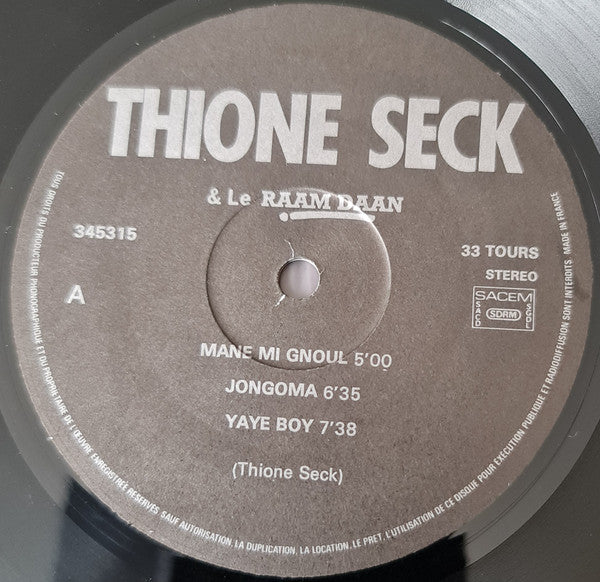 THIONE SECK
& Le RAAM DAAN
345315
33 TOURS
STEREO
A
SACEM
SACD
SDRM
SGDL
MANE MI GNOUL 5'00
JONGOMA 6'35
YAYE BOY 7'38
(Thione Seck)
TOUS DROITS DU PRODUCTEUR PHONOGRAPHIQUE ET DU PROPRIETAIRE DE L'ŒUVRE ENREGISTREE RESERVES SAUF AUTORISATION, LA DUPLICATION, LA LOCATION, LE PRET, L'UTILISATION DE CE DISQUE POUR EXECUTION PUBLIQUE ET RADIODIFFUSION SONT INTERDITS MADE IN FRANCE